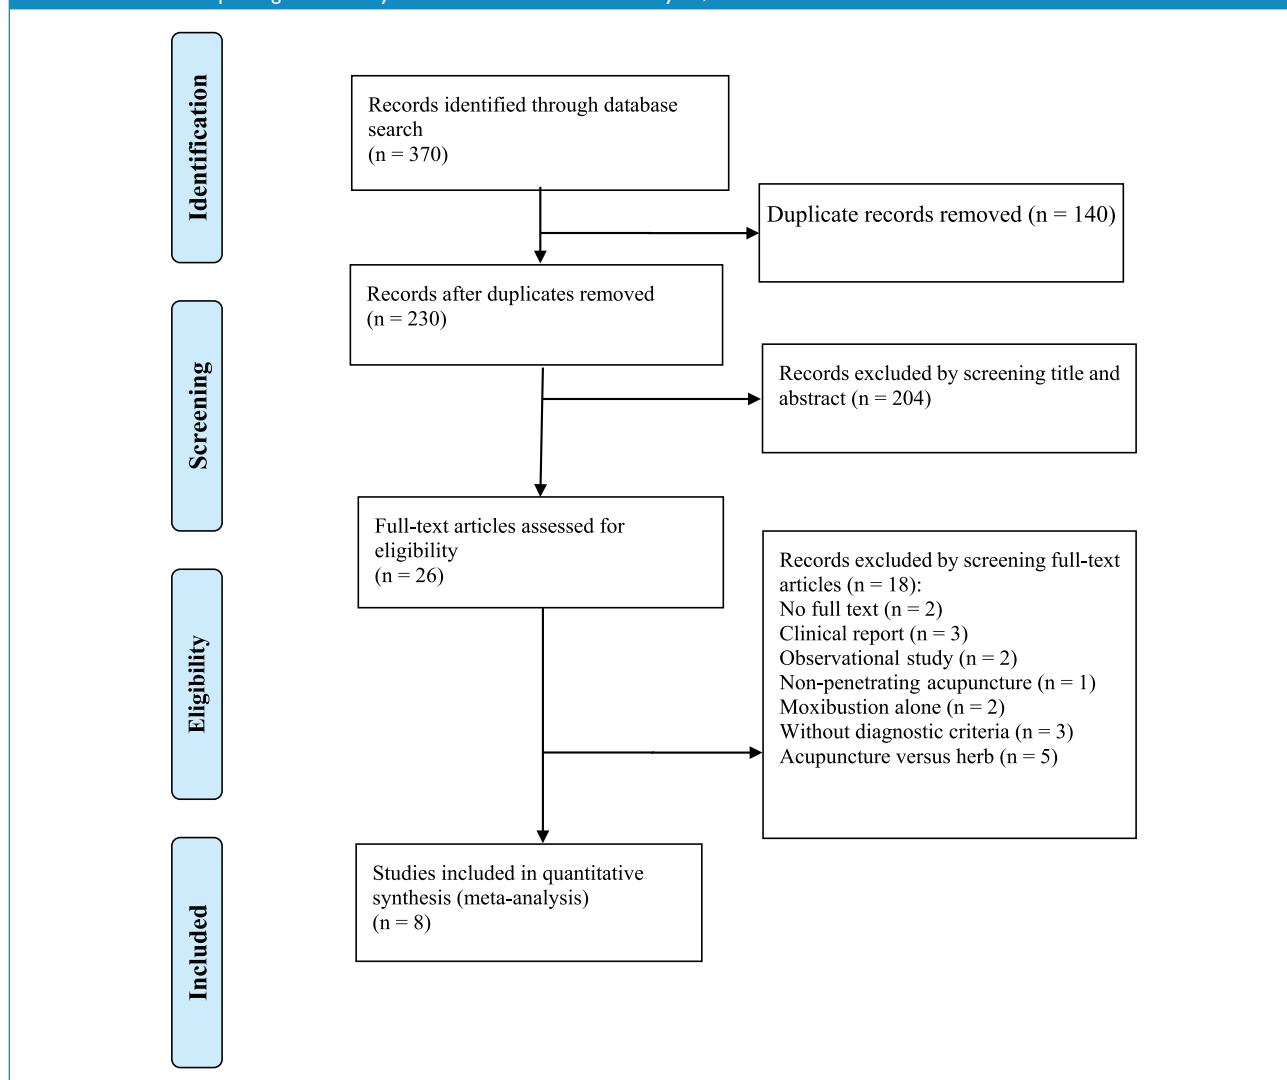 Identification
Records identified through database
search
(n = 370)
Duplicate records removed (n = 140)
Records after duplicates removed
(n = 230)
Screening
Records excluded by screening title and
abstract (n = 204)
Full-text articles assessed for
eligibility
(n = 26)
Eligibility
Records excluded by screening full-text
articles (n = 18):
No full text (n = 2)
Clinical report (n = 3)
Observational study (n = 2)
Non-penetrating acupuncture (n = 1)
Moxibustion alone (n = 2)
Without diagnostic criteria (n = 3)
Acupuncture versus herb (n = 5)
Included
Studies included in quantitative
synthesis (meta-analysis)
(n = 8)